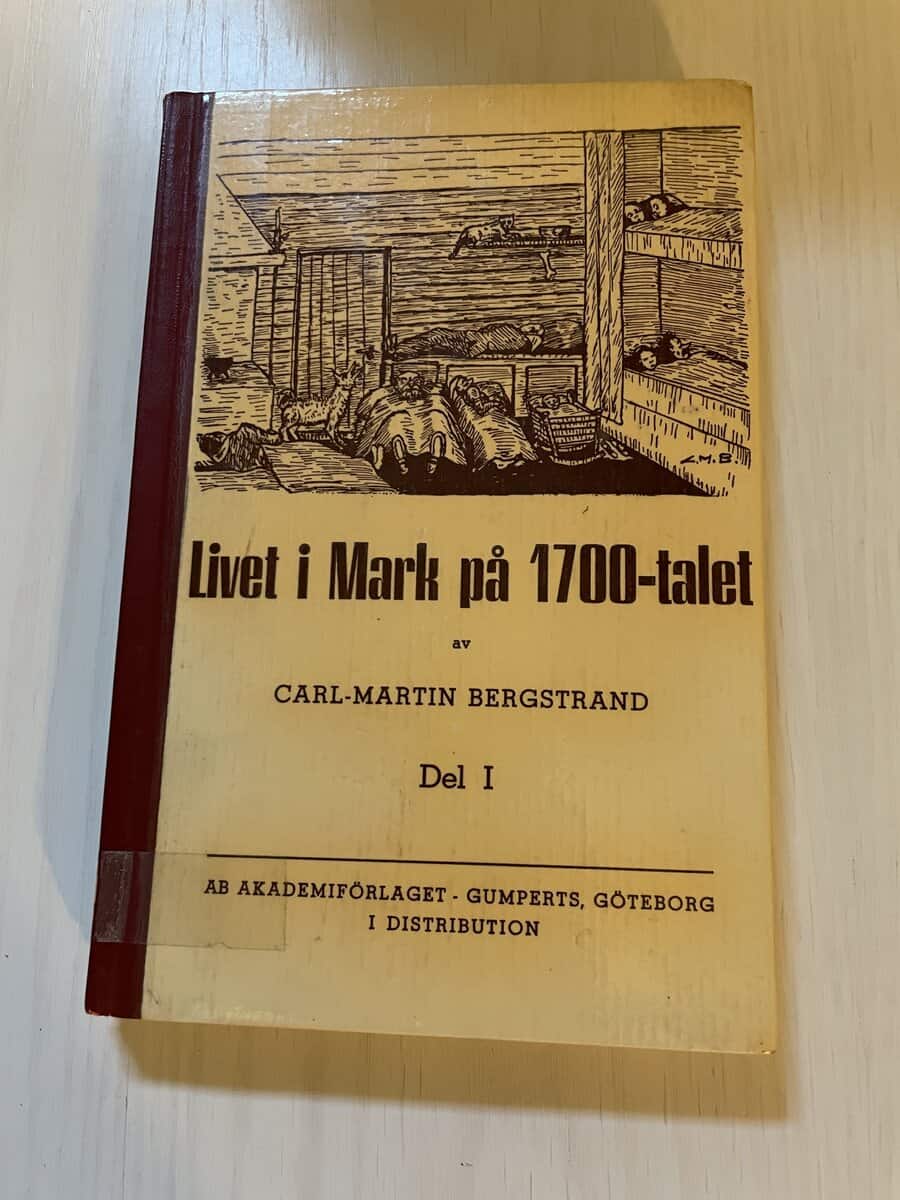 C.M.B.
Livet i Mark på 1700-talet
av
CARL-MARTIN BERGSTRAND
Del I
AB AKADEMIFÖRLAGET - GUMPERTS, GÖTEBORG
I DISTRIBUTION